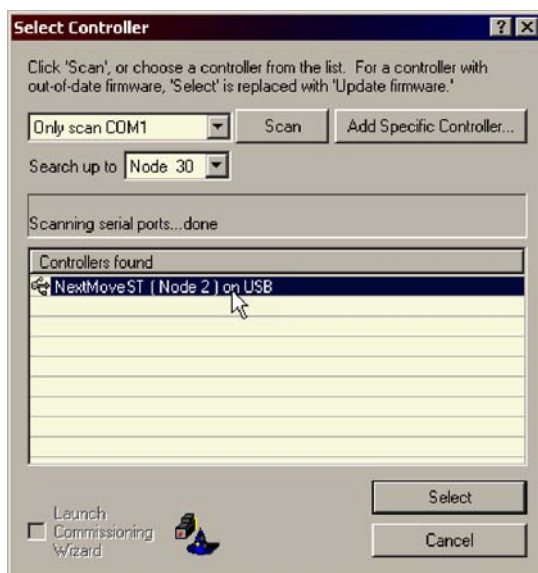 Select Controller
Click 'Scan', or choose a controller from the list. For a controller with
out-of-date firmware, 'Select' is replaced with 'Update firmware.'
Only scan COM1
Scan
Add Specific Controller...
Search up to Node 30
Scanning serial ports...done
Controllers found
NextMove ST ( Node 2 ) on USB
Select
Launch
Commissioning
Wizard
Cancel